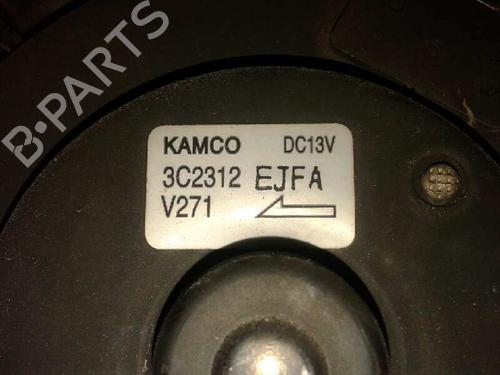 B-PARTS
KAMCO DC13V
3C2312 EJFA
V271